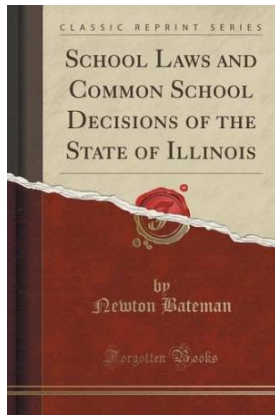 CLASSIC REPRINT SERIES
SCHOOL LAWS AND
COMMON SCHOOL
DECISIONS OF THE
STATE OF ILLINOIS
by
Newton Bateman
Forgotten Books